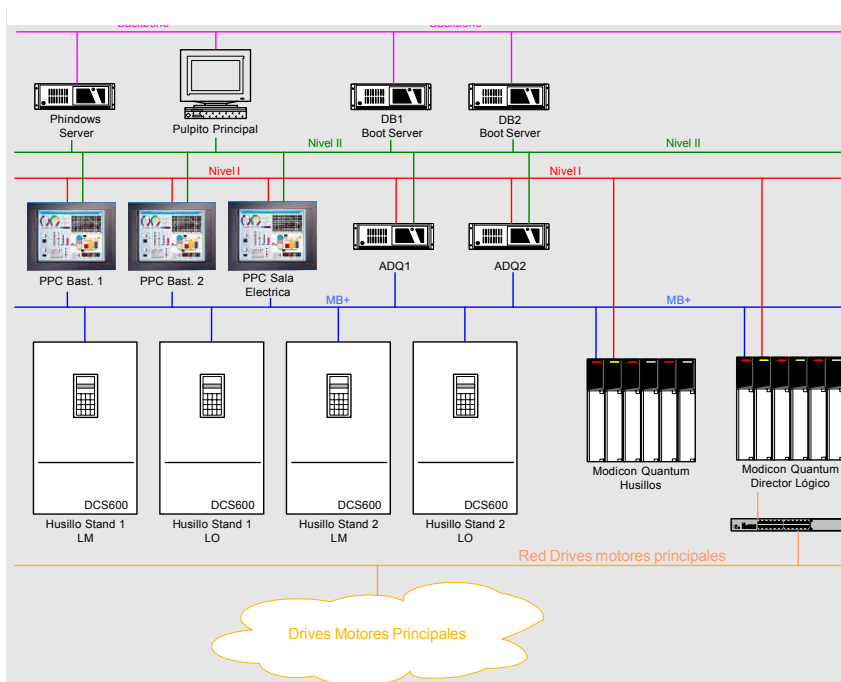 Backbone
Backbone
Phindows
Server
Pulpito Principal
DB1
Boot Server
DB2
Boot Server
Nivel II
Nivel II
Nivel I
Nivel I
PPC Bast. 1
PPC Bast. 2
PPC Sala
Electrica
ADQ1
ADQ2
MB+
MB+
DCS600
DCS600
DCS600
DCS600
Husillo Stand 1
LM
Husillo Stand 1
LO
Husillo Stand 2
LM
Husillo Stand 2
LO
Modicon Quantum
Husillos
Modicon Quantum
Director Lógico
Red Drives motores principales
Drives Motores Principales